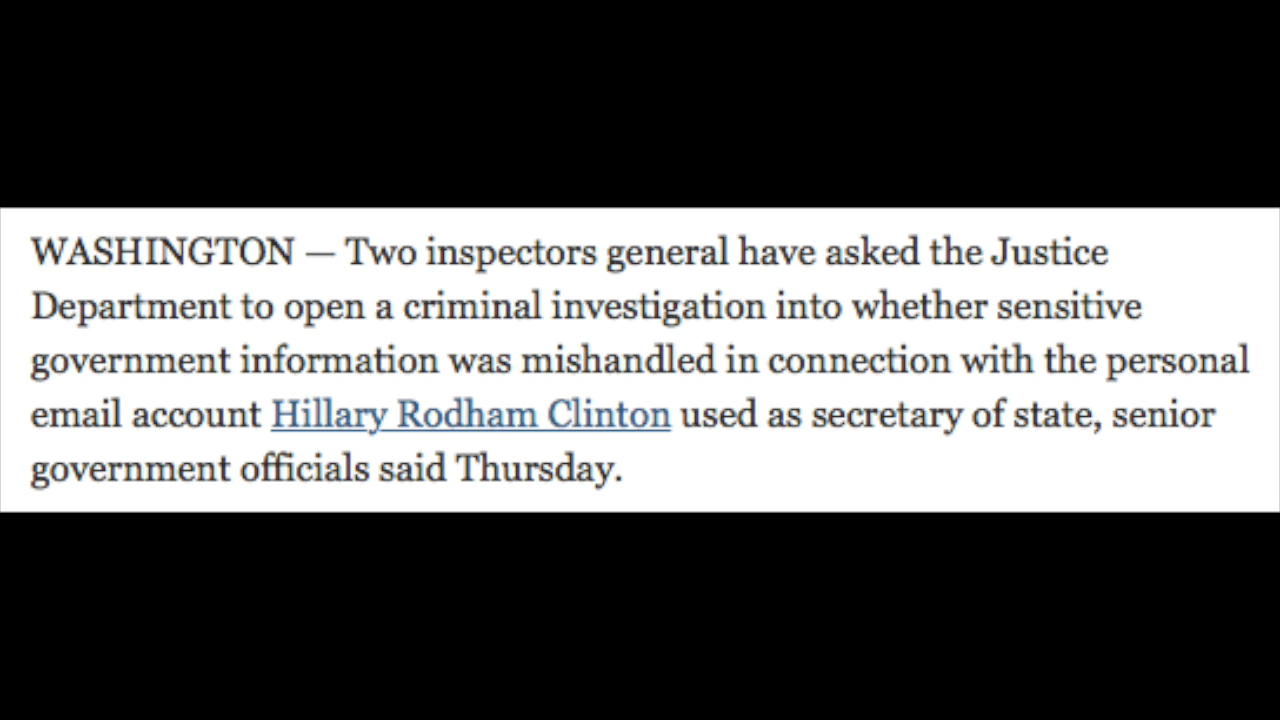 WASHINGTON — Two inspectors general have asked the Justice
Department to open a criminal investigation into whether sensitive
government information was mishandled in connection with the personal
email account Hillary Rodham Clinton used as secretary of state, senior
government officials said Thursday.